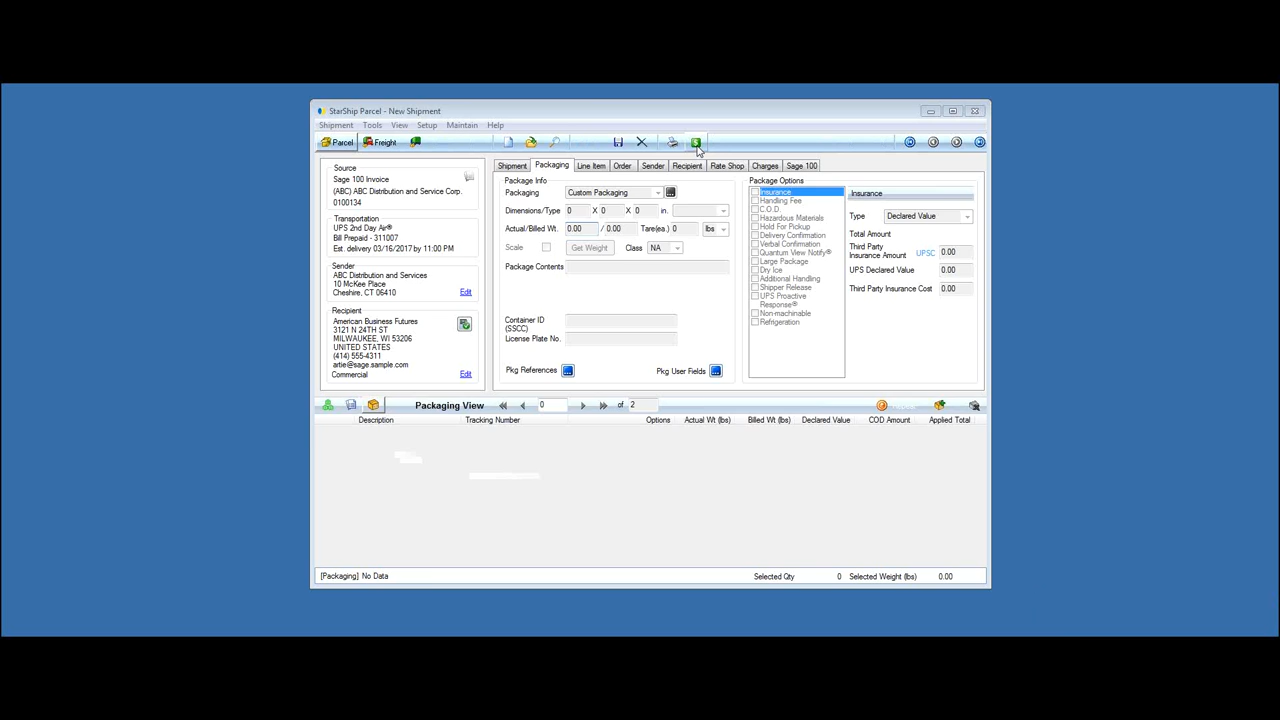 StarShip Parcel - New Shipment
Shipment Tools View Setup Maintain Help
Parcel Freight
Source
Sage 100 Invoice
(ABC) ABC Distribution and Service Corp.
0100134
Transportation
UPS 2nd Day Air®
Bill Prepaid - 311007
Est. delivery 03/16/2017 by 11:00 PM
Sender
ABC Distribution and Services
10 McKee Place
Cheshire, CT 06410
Edit
Recipient
American Business Futures
3121 N 24TH ST
MILWAUKEE, WI 53206
UNITED STATES
(414) 555-4311
artie@sage.sample.com
Commercial
Edit
Shipment Packaging Line Item Order Sender Recipient Rate Shop Charges Sage 100
Package Info
Packaging Custom Packaging
Dimensions/Type 0 X 0 X 0 in.
Actual/Billed Wt. 0.00 / 0.00 Tare(ea.) 0 lbs
Scale Get Weight Class NA
Package Contents
Container ID
(SSCC)
License Plate No.
Pkg References Pkg User Fields
Package Options
Insurance
Handling Fee
C.O.D.
Hazardous Materials
Hold For Pickup
Delivery Confirmation
Verbal Confirmation
Quantum View Notify®
Large Package
Dry Ice
Additional Handling
Shipper Release
UPS Proactive
Response®
Non-machinable
Refrigeration
Insurance
Type Declared Value
Total Amount
Third Party
Insurance Amount UPSC 0.00
UPS Declared Value 0.00
Third Party Insurance Cost 0.00
Packaging View 0 of 2
Description Tracking Number Options Actual Wt (lbs) Billed Wt (lbs) Declared Value COD Amount Applied Total
[Packaging] No Data
Selected Qty 0 Selected Weight (lbs) 0.00